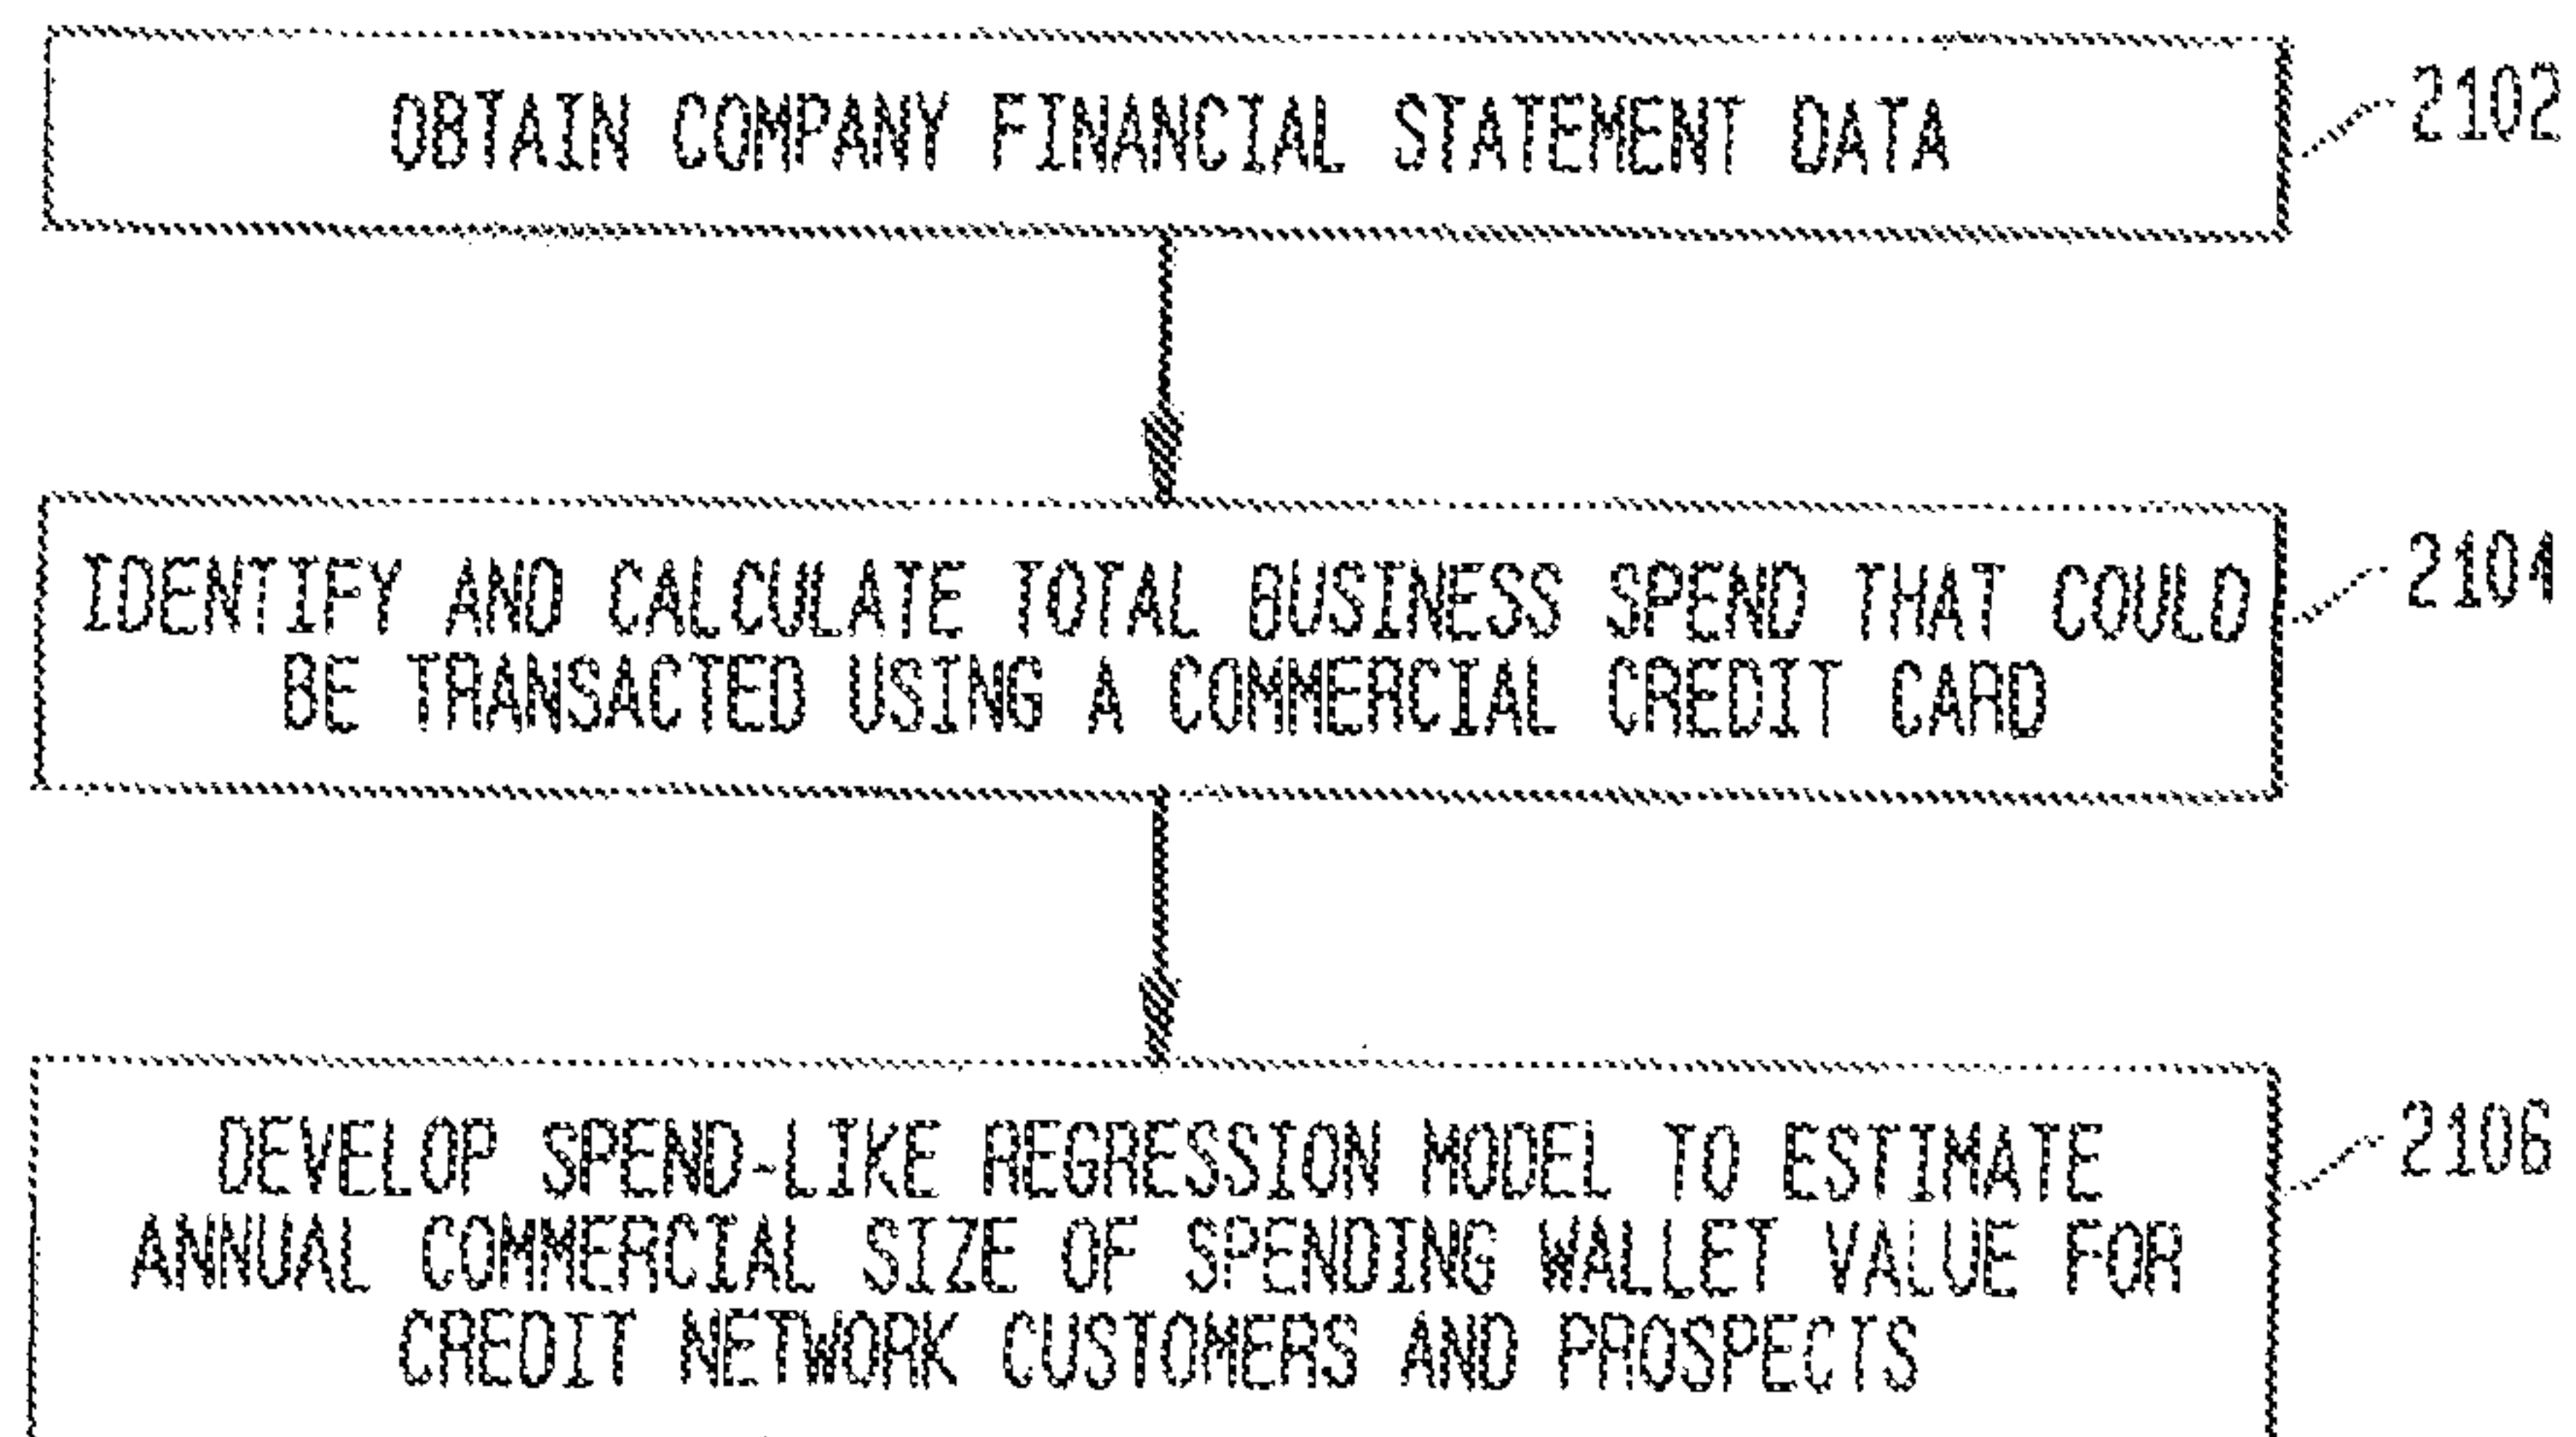 OBTAIN COMPANY FINANCIAL STATEMENT DATA
2102
IDENTIFY AND CALCULATE TOTAL BUSINESS SPEND THAT COULD
BE TRANSACTED USING A COMMERCIAL CREDIT CARD
2104
DEVELOP SPEND-LIKE REGRESSION MODEL TO ESTIMATE
ANNUAL COMMERCIAL SIZE OF SPENDING WALLET VALUE FOR
CREDIT NETWORK CUSTOMERS AND PROSPECTS
2106